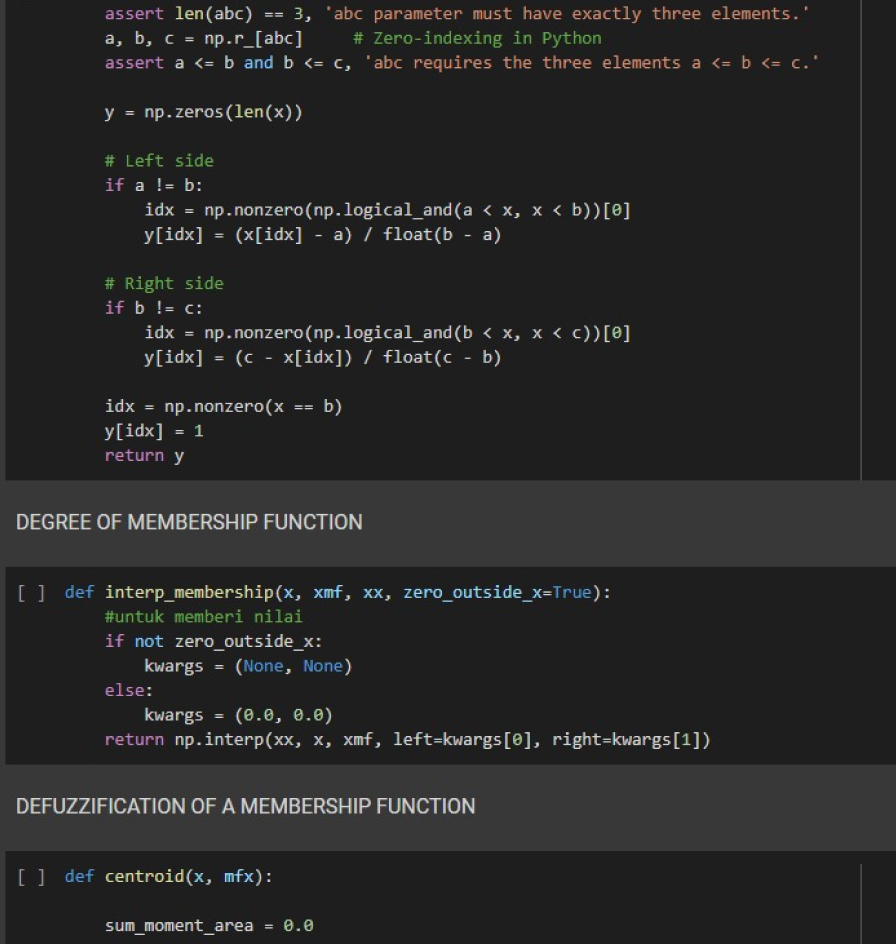 assert len(abc) == 3, 'abc parameter must have exactly three elements.'
a, b, c = np.r_[abc]     # Zero-indexing in Python
assert a <= b and b <= c, 'abc requires the three elements a <= b <= c.'
y = np.zeros(len(x))
# Left side
if a != b:
idx = np.nonzero(np.logical_and(a < x, x < b))[0]
y[idx] = (x[idx] - a) / float(b - a)
# Right side
if b != c:
idx = np.nonzero(np.logical_and(b < x, x < c))[0]
y[idx] = (c - x[idx]) / float(c - b)
idx = np.nonzero(x == b)
y[idx] = 1
return y
DEGREE OF MEMBERSHIP FUNCTION
[ ] def interp_membership(x, xmf, xx, zero_outside_x=True):
#untuk memberi nilai
if not zero_outside_x:
kwargs = (None, None)
else:
kwargs = (0.0, 0.0)
return np.interp(xx, x, xmf, left=kwargs[0], right=kwargs[1])
DEFUZZIFICATION OF A MEMBERSHIP FUNCTION
[ ] def centroid(x, mfx):
sum_moment_area = 0.0